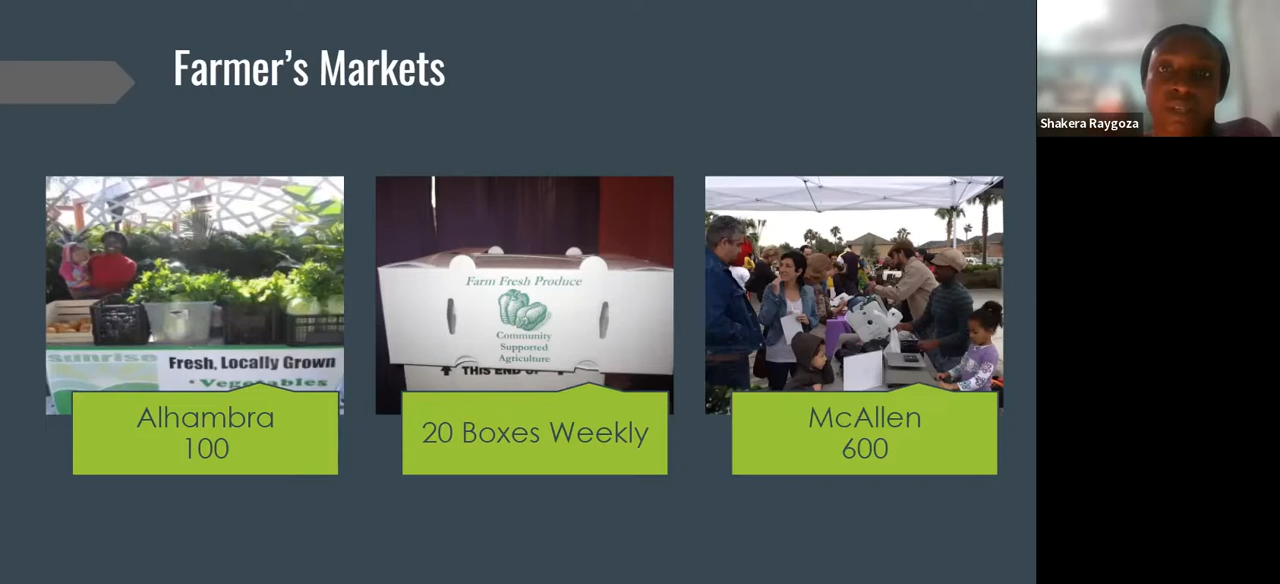 Farmer's Markets
Shakera Raygoza
sunrise
Fresh, Locally Grown
• Vegetables
Alhambra
100
Farm Fresh Produce
Community
Supported
Agriculture
THIS END UP
20 Boxes Weekly
McAllen
600